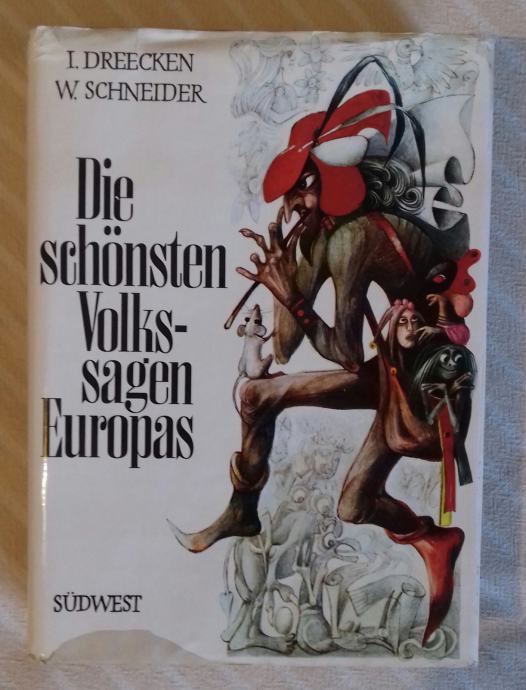 I. DREECKEN
W. SCHNEIDER
Die
schönsten
Volks-
sagen
Europas
SÜDWEST